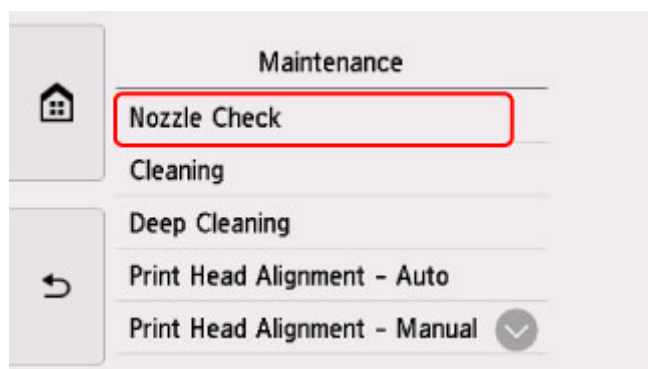 Maintenance
Nozzle Check
Cleaning
Deep Cleaning
Print Head Alignment - Auto
Print Head Alignment - Manual